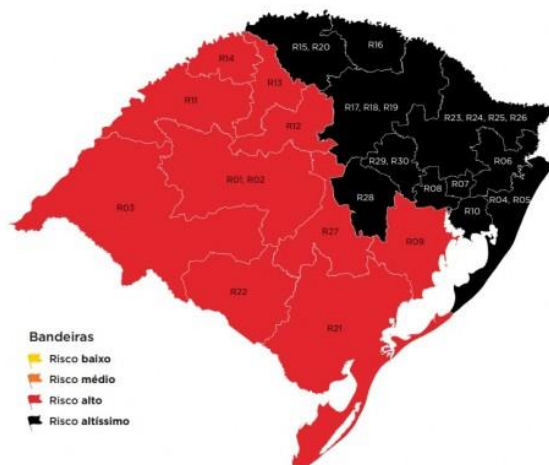 R15, R20
R16
R14
R13
R11
R17, R18, R19
R23, R24, R25, R26
R12
R29, R30
R06
R01, R02
R08
R07
R28
R04, R05
R03
R10
R27
R09
R22
R21
Bandeiras
Risco baixo
Risco médio
Risco alto
Risco altíssimo